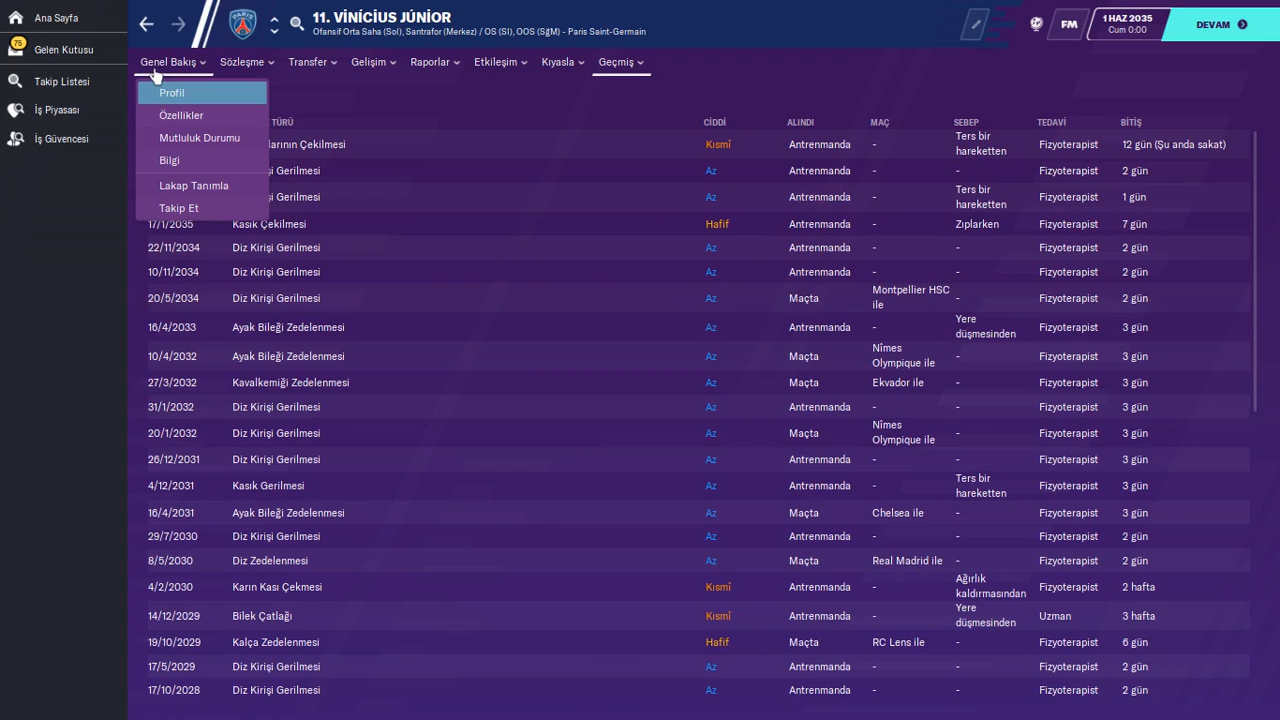 Ana Sayfa
75
Gelen Kutusu
Takip Listesi
İş Piyasası
İş Güvencesi
11. VİNÍCIUS JÚNIOR
Ofansif Orta Saha (Sol), Santrafor (Merkez) / OS (Sl), OOS (SğM) - Paris Saint-Germain
FM
1 HAZ 2035
Cum 0:00
DEVAM
Genel Bakış Sözleşme Transfer Gelişim Raporlar Etkileşim Kıyasla Geçmiş
Profil
Özellikler
Mutluluk Durumu
Bilgi
Lakap Tanımla
Takip Et
TÜRÜ CİDDİ ALINDI MAÇ SEBEP TEDAVİ BİTİŞ
Çekilmesi Kısmî Antrenmanda - Ters bir hareketten Fizyoterapist 12 gün (Şu anda sakat)
Gerilmesi Az Antrenmanda - - Fizyoterapist 2 gün
Gerilmesi Az Antrenmanda - Ters bir hareketten Fizyoterapist 1 gün
17/1/2035 Kasık Çekilmesi Hafif Antrenmanda - Zıplarken Fizyoterapist 7 gün
22/11/2034 Diz Kirişi Gerilmesi Az Antrenmanda - - Fizyoterapist 2 gün
10/11/2034 Diz Kirişi Gerilmesi Az Antrenmanda - - Fizyoterapist 2 gün
20/5/2034 Diz Kirişi Gerilmesi Az Maçta Montpellier HSC ile - Fizyoterapist 2 gün
16/4/2033 Ayak Bileği Zedelenmesi Az Antrenmanda - Yere düşmesinden Fizyoterapist 3 gün
10/4/2032 Ayak Bileği Zedelenmesi Az Maçta Nîmes Olympique ile - Fizyoterapist 3 gün
27/3/2032 Kavalkemiği Zedelenmesi Az Maçta Ekvador ile - Fizyoterapist 3 gün
31/1/2032 Diz Kirişi Gerilmesi Az Antrenmanda - - Fizyoterapist 3 gün
20/1/2032 Diz Kirişi Gerilmesi Az Maçta Nîmes Olympique ile - Fizyoterapist 3 gün
26/12/2031 Diz Kirişi Gerilmesi Az Antrenmanda - - Fizyoterapist 3 gün
4/12/2031 Kasık Gerilmesi Az Antrenmanda - Ters bir hareketten Fizyoterapist 3 gün
16/4/2031 Ayak Bileği Zedelenmesi Az Maçta Chelsea ile - Fizyoterapist 3 gün
29/7/2030 Diz Kirişi Gerilmesi Az Antrenmanda - - Fizyoterapist 2 gün
8/5/2030 Diz Zedelenmesi Az Maçta Real Madrid ile - Fizyoterapist 2 gün
4/2/2030 Karın Kası Çekmesi Kısmî Antrenmanda - Ağırlık kaldırmasından Fizyoterapist 2 hafta
14/12/2029 Bilek Çatlağı Kısmî Antrenmanda - Yere düşmesinden Uzman 3 hafta
19/10/2029 Kalça Zedelenmesi Hafif Maçta RC Lens ile - Fizyoterapist 6 gün
17/5/2029 Diz Kirişi Gerilmesi Az Antrenmanda - - Fizyoterapist 2 gün
17/10/2028 Diz Kirişi Gerilmesi Az Antrenmanda - - Fizyoterapist 2 gün